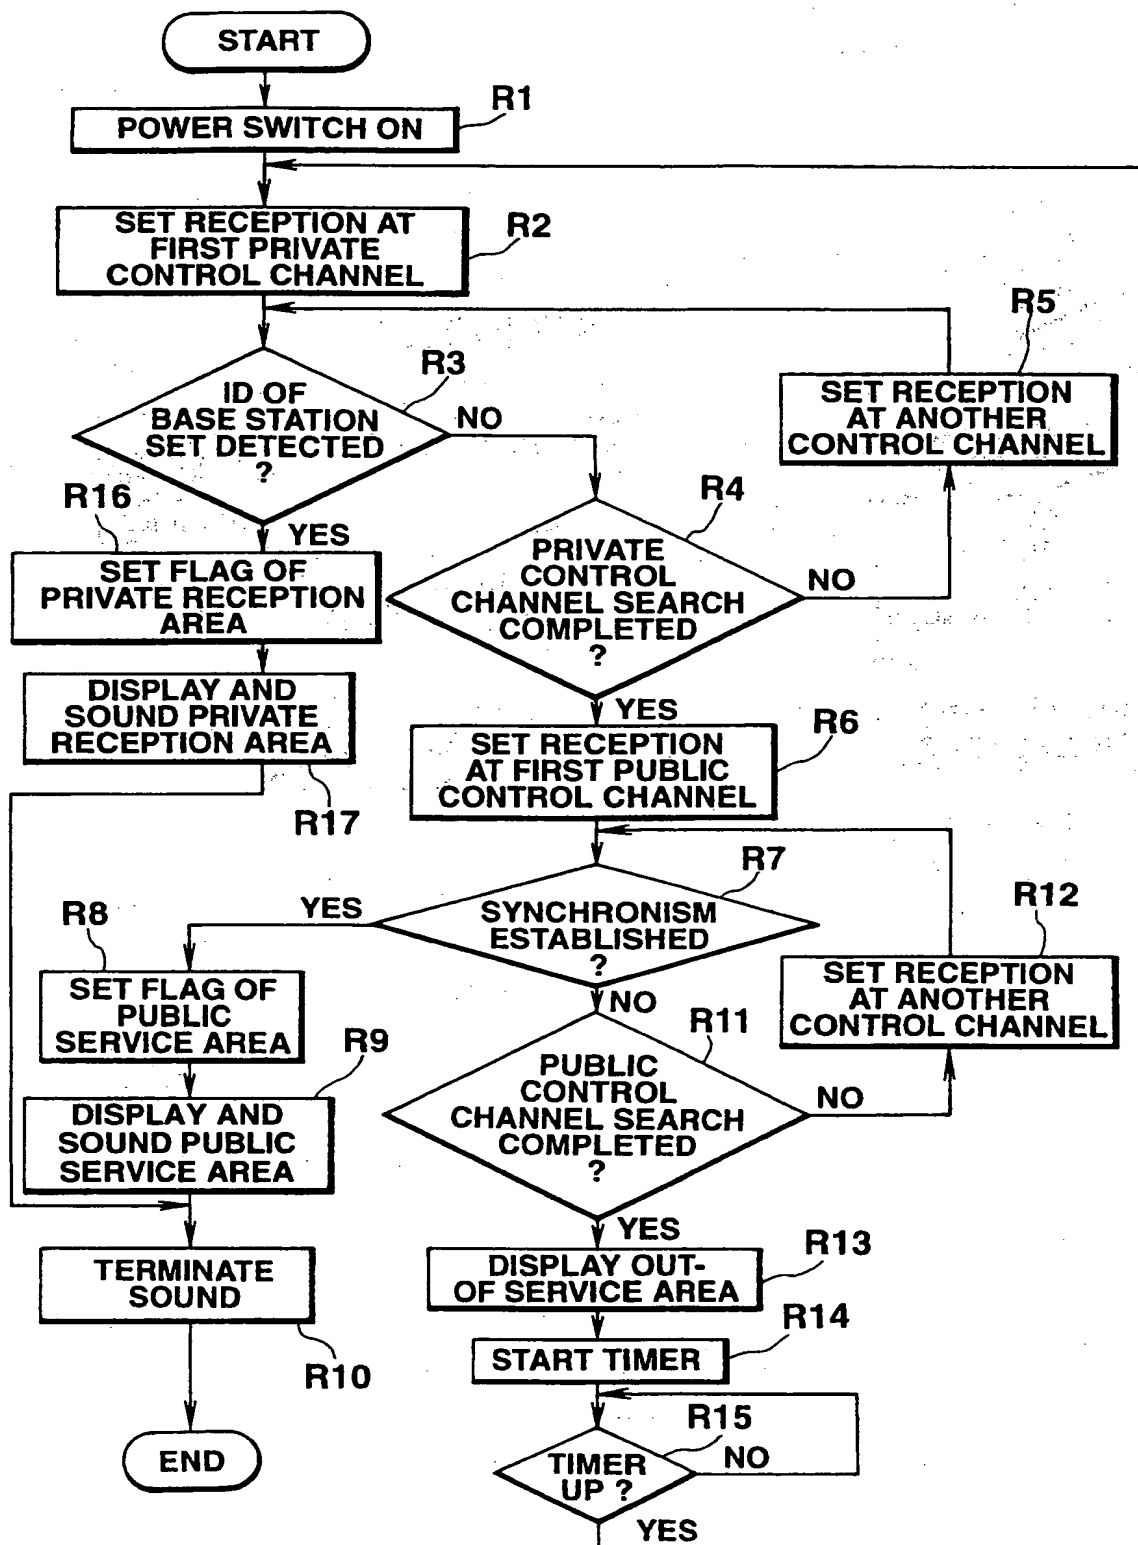 START
R1
POWER SWITCH ON
SET RECEPTION AT
FIRST PRIVATE
CONTROL CHANNEL
R2
R5
SET RECEPTION
AT ANOTHER
CONTROL CHANNEL
R3
ID OF
BASE STATION
SET DETECTED
?
NO
R16
YES
R4
SET FLAG OF
PRIVATE RECEPTION
AREA
PRIVATE
CONTROL
CHANNEL SEARCH
COMPLETED
?
NO
DISPLAY AND
SOUND PRIVATE
RECEPTION AREA
R17
YES
R6
SET RECEPTION
AT FIRST PUBLIC
CONTROL CHANNEL
R7
YES
SYNCHRONISM
ESTABLISHED
?
R12
R8
SET FLAG OF
PUBLIC
SERVICE AREA
NO
SET RECEPTION
AT ANOTHER
CONTROL CHANNEL
R11
R9
PUBLIC
CONTROL
CHANNEL SEARCH
COMPLETED
?
NO
DISPLAY AND
SOUND PUBLIC
SERVICE AREA
YES
R13
TERMINATE
SOUND
R10
DISPLAY OUT-
OF SERVICE AREA
R14
START TIMER
R15
END
TIMER
UP ?
NO
YES